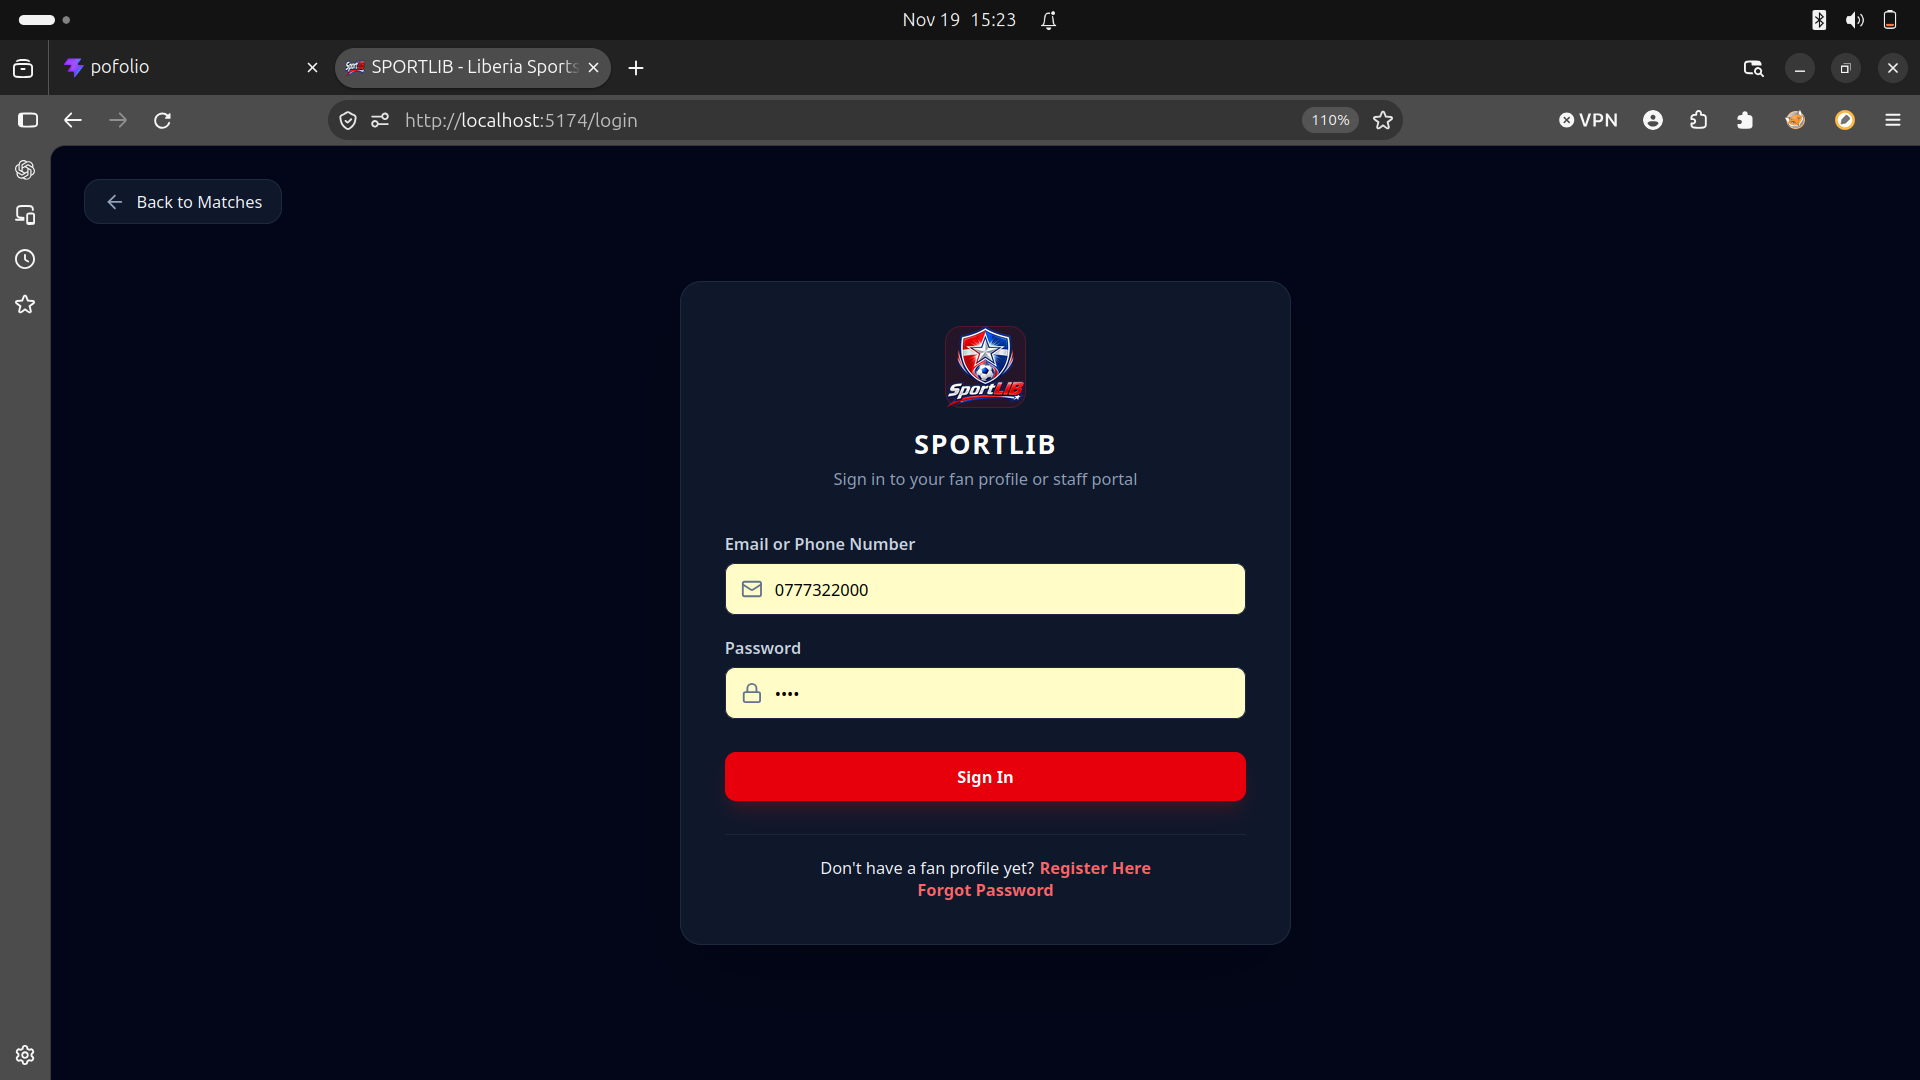 Nov 19 15:23
pofolio
SPORTLIB - Liberia Sports
http://localhost:5174/login
110%
VPN
Back to Matches
SportLIB
SPORTLIB
Sign in to your fan profile or staff portal
Email or Phone Number
0777322000
Password
••••
Sign In
Don't have a fan profile yet? Register Here
Forgot Password